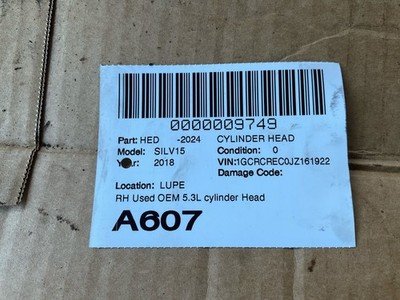 0000009749
Part: HED -2024 CYLINDER HEAD
Model: SILV15 Condition: 0
Year: 2018 VIN:1GCRCREC0JZ161922
Damage Code:
Location: LUPE
RH Used OEM 5.3L cylinder Head
A607